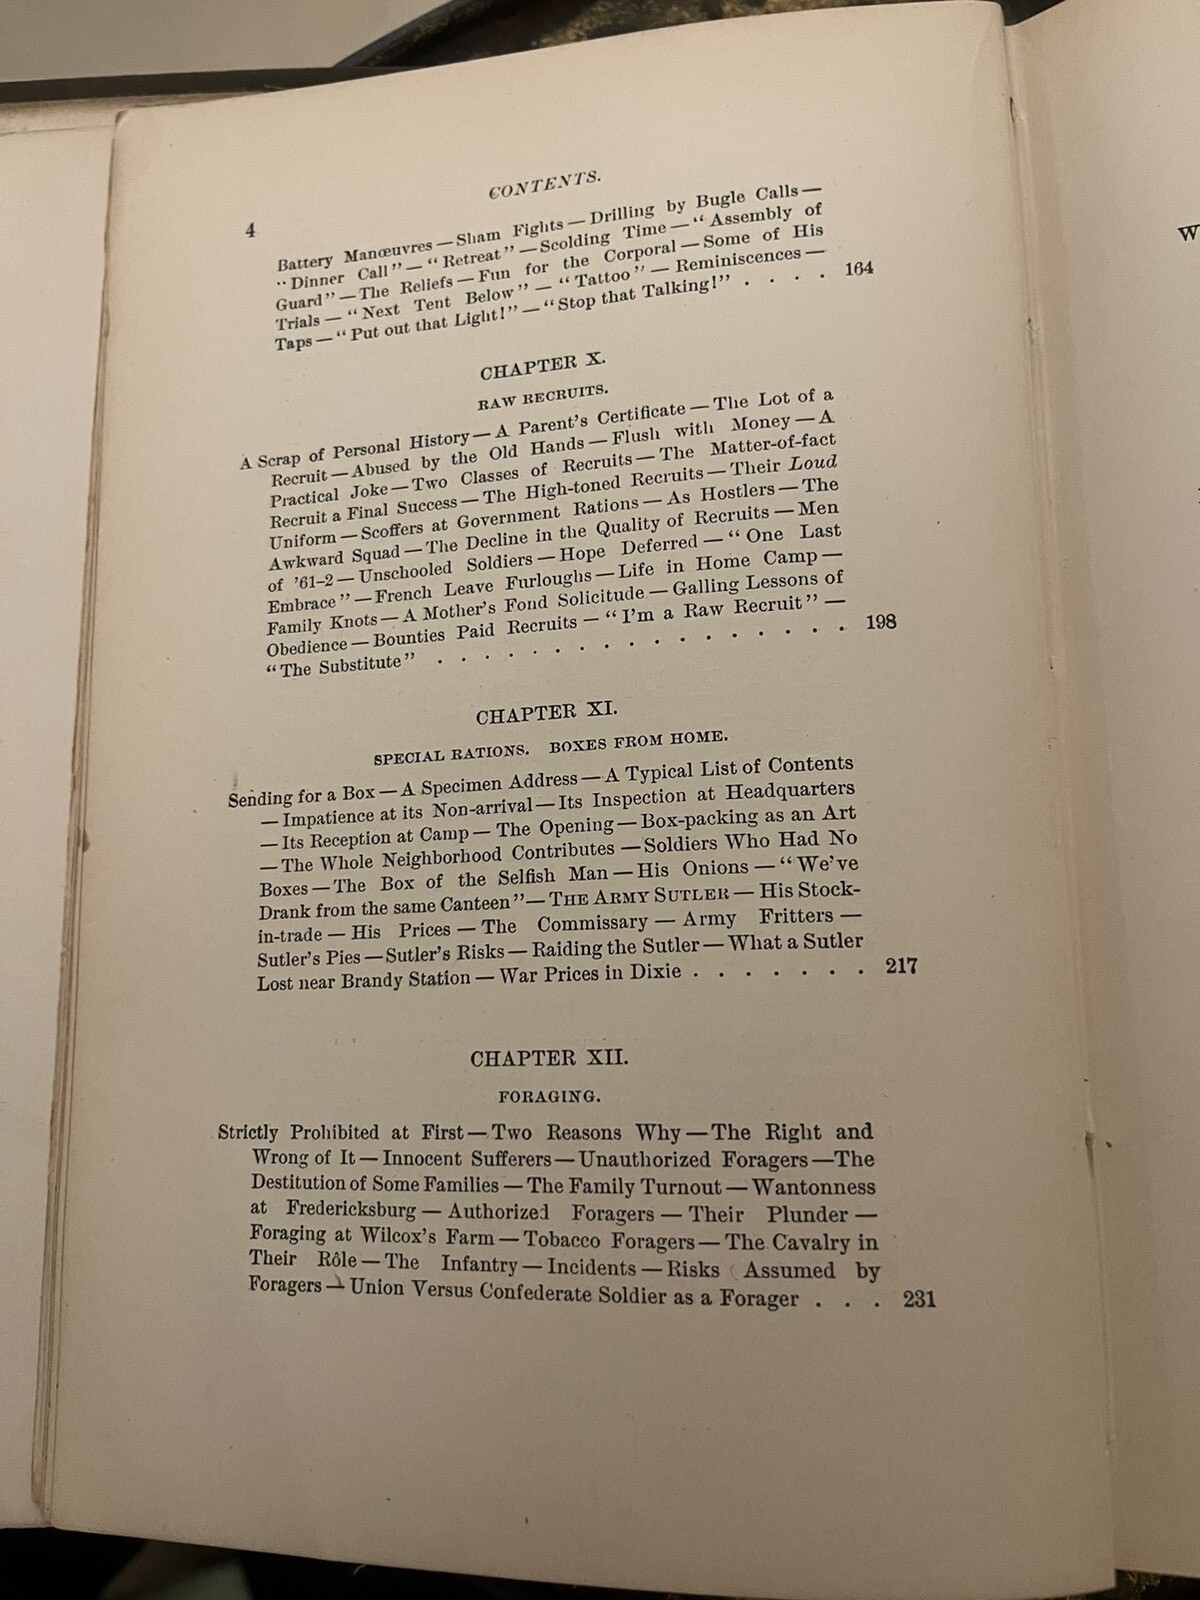 CONTENTS.
4
Battery Manœuvres — Sham Fights — Drilling by Bugle Calls —
“Dinner Call” — “Retreat” — Scolding Time — “Assembly of
Guard” — The Reliefs — Fun for the Corporal — Some of His
Trials — “Next Tent Below” — “Tattoo” — Reminiscences —
Taps — “Put out that Light!” — “Stop that Talking!” . . . . 164
CHAPTER X.
RAW RECRUITS.
A Scrap of Personal History — A Parent’s Certificate — The Lot of a
Recruit — Abused by the Old Hands — Flush with Money — A
Practical Joke — Two Classes of Recruits — The Matter-of-fact
Recruit a Final Success — The High-toned Recruits — Their Loud
Uniform — Scoffers at Government Rations — As Hostlers — The
Awkward Squad — The Decline in the Quality of Recruits — Men
of ’61–2 — Unschooled Soldiers — Hope Deferred — “One Last
Embrace” — French Leave Furloughs — Life in Home Camp —
Family Knots — A Mother’s Fond Solicitude — Galling Lessons of
Obedience — Bounties Paid Recruits — “I’m a Raw Recruit” —
“The Substitute” . . . . . . . . . . . . . . . . . . 198
CHAPTER XI.
SPECIAL RATIONS. BOXES FROM HOME.
Sending for a Box — A Specimen Address — A Typical List of Contents
— Impatience at its Non-arrival — Its Inspection at Headquarters
— Its Reception at Camp — The Opening — Box-packing as an Art
— The Whole Neighborhood Contributes — Soldiers Who Had No
Boxes — The Box of the Selfish Man — His Onions — “We’ve
Drank from the same Canteen” — THE ARMY SUTLER — His Stock-
in-trade — His Prices — The Commissary — Army Fritters —
Sutler’s Pies — Sutler’s Risks — Raiding the Sutler — What a Sutler
Lost near Brandy Station — War Prices in Dixie . . . . . . . 217
CHAPTER XII.
FORAGING.
Strictly Prohibited at First — Two Reasons Why — The Right and
Wrong of It — Innocent Sufferers — Unauthorized Foragers — The
Destitution of Some Families — The Family Turnout — Wantonness
at Fredericksburg — Authorized Foragers — Their Plunder —
Foraging at Wilcox’s Farm — Tobacco Foragers — The Cavalry in
Their Rôle — The Infantry — Incidents — Risks Assumed by
Foragers — Union Versus Confederate Soldier as a Forager . . . 231
W